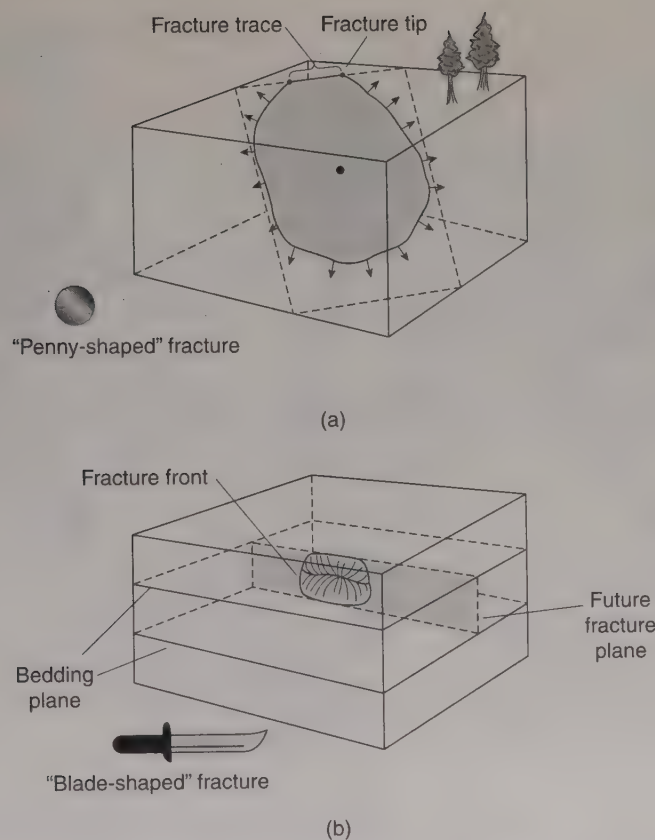 Fracture trace
Fracture tip
“Penny-shaped” fracture
(a)
Fracture front
Future
fracture
plane
Bedding
plane
“Blade-shaped” fracture
(b)